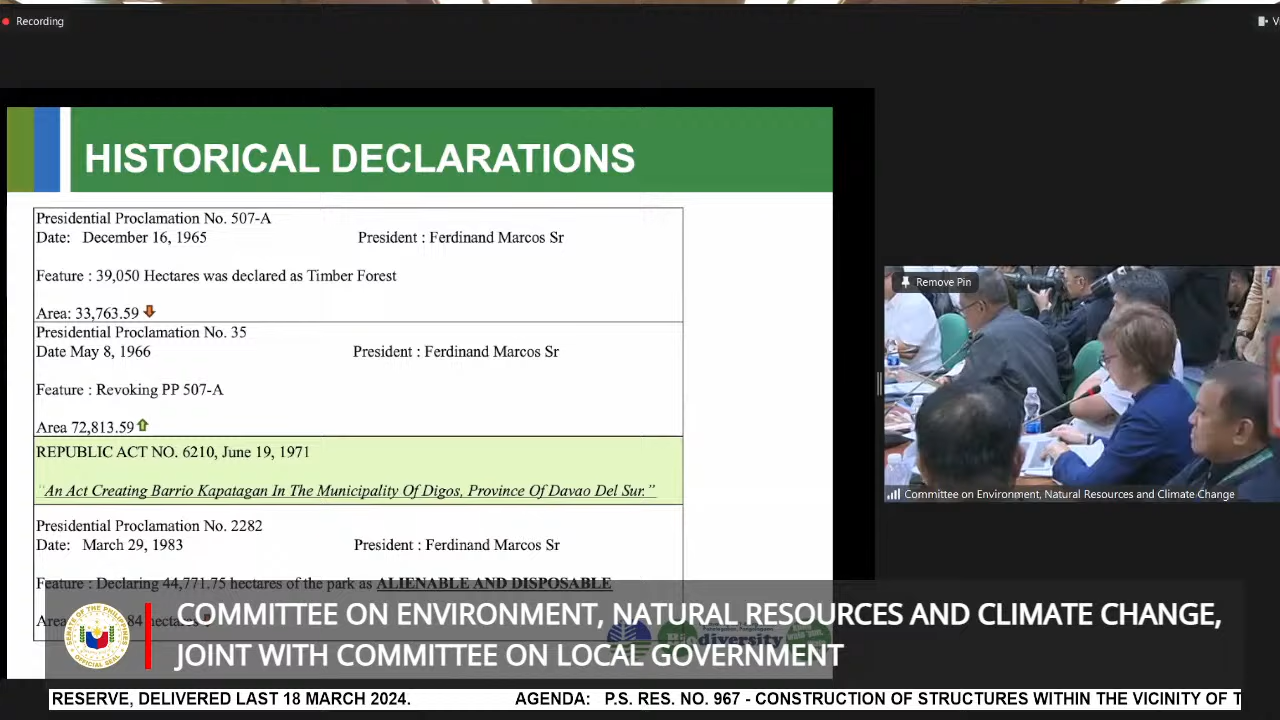 Recording
HISTORICAL DECLARATIONS
Presidential Proclamation No. 507-A
Date: December 16, 1965 President : Ferdinand Marcos Sr
Feature : 39,050 Hectares was declared as Timber Forest
Area: 33,763.59
Presidential Proclamation No. 35
Date May 8, 1966 President : Ferdinand Marcos Sr
Feature : Revoking PP 507-A
Area 72,813.59
REPUBLIC ACT NO. 6210, June 19, 1971
"An Act Creating Barrio Kapatagan In The Municipality Of Digos, Province Of Davao Del Sur."
Presidential Proclamation No. 2282
Date: March 29, 1983 President : Ferdinand Marcos Sr
Feature : Declaring 44,771.75 hectares of the park as ALIENABLE AND DISPOSABLE
Remove Pin
Committee on Environment, Natural Resources and Climate Change
SENATE OF THE PHILIPPINES
OFFICIAL SEAL
COMMITTEE ON ENVIRONMENT, NATURAL RESOURCES AND CLIMATE CHANGE,
JOINT WITH COMMITTEE ON LOCAL GOVERNMENT
Biodiversity
RESERVE, DELIVERED LAST 18 MARCH 2024. AGENDA: P.S. RES. NO. 967 - CONSTRUCTION OF STRUCTURES WITHIN THE VICINITY OF T